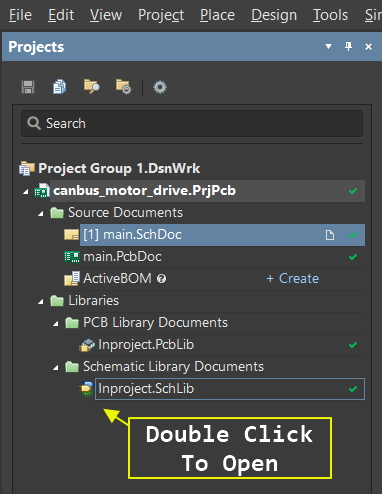 File Edit View Project Place Design Tools
Projects
Search
Project Group 1.DsnWrk
canbus_motor_drive.PrjPcb
Source Documents
[1] main.SchDoc
main.PcbDoc
ActiveBOM + Create
Libraries
PCB Library Documents
Inproject.PcbLib
Schematic Library Documents
Inproject.SchLib
Double Click
To Open